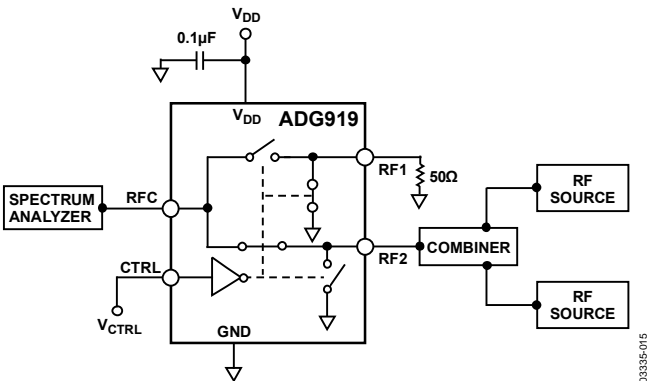 VDD
0.1µF
VDD
ADG919
RF1
50Ω
RF
SOURCE
SPECTRUM
ANALYZER
RFC
COMBINER
RF2
CTRL
VCTRL
RF
SOURCE
GND
03335-015